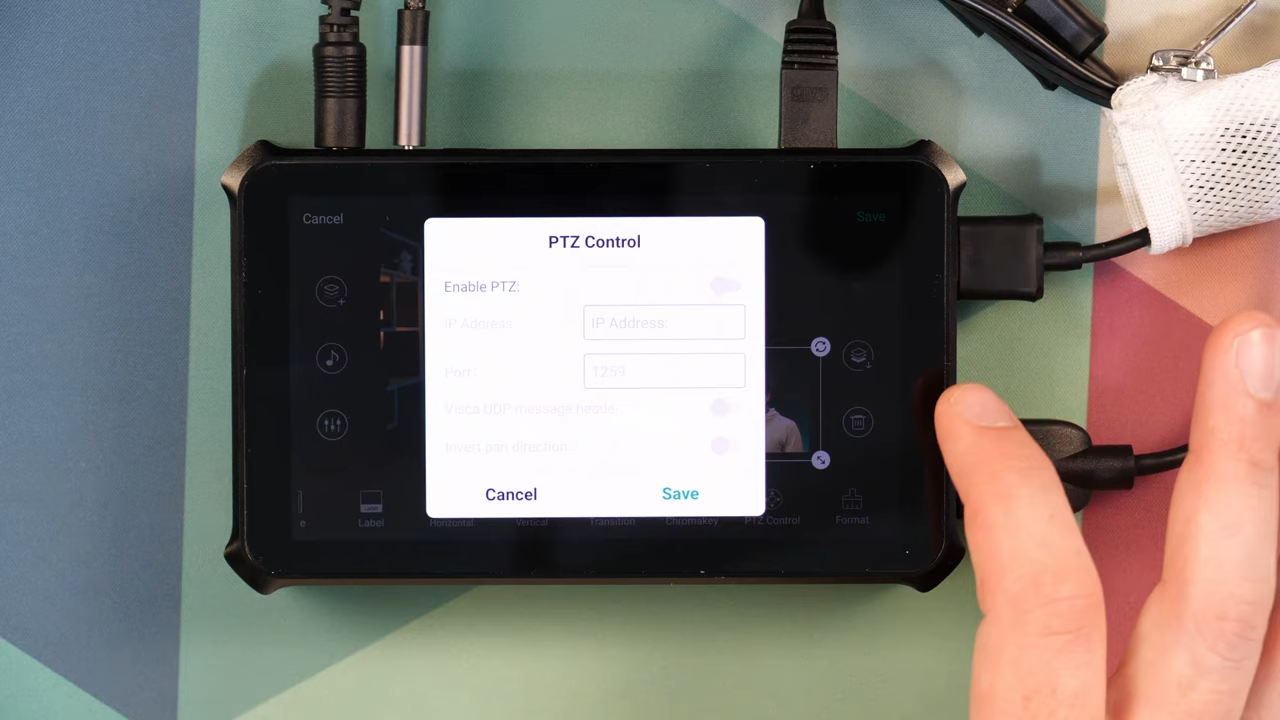 Cancel
Save
PTZ Control
Enable PTZ:
IP Address:
IP Address:
Port:
1259
Visca UDP message heade
Invert pan direction
Cancel
Save
e
Label
Horizontal
Vertical
Transition
Chromakey
PTZ Control
Format